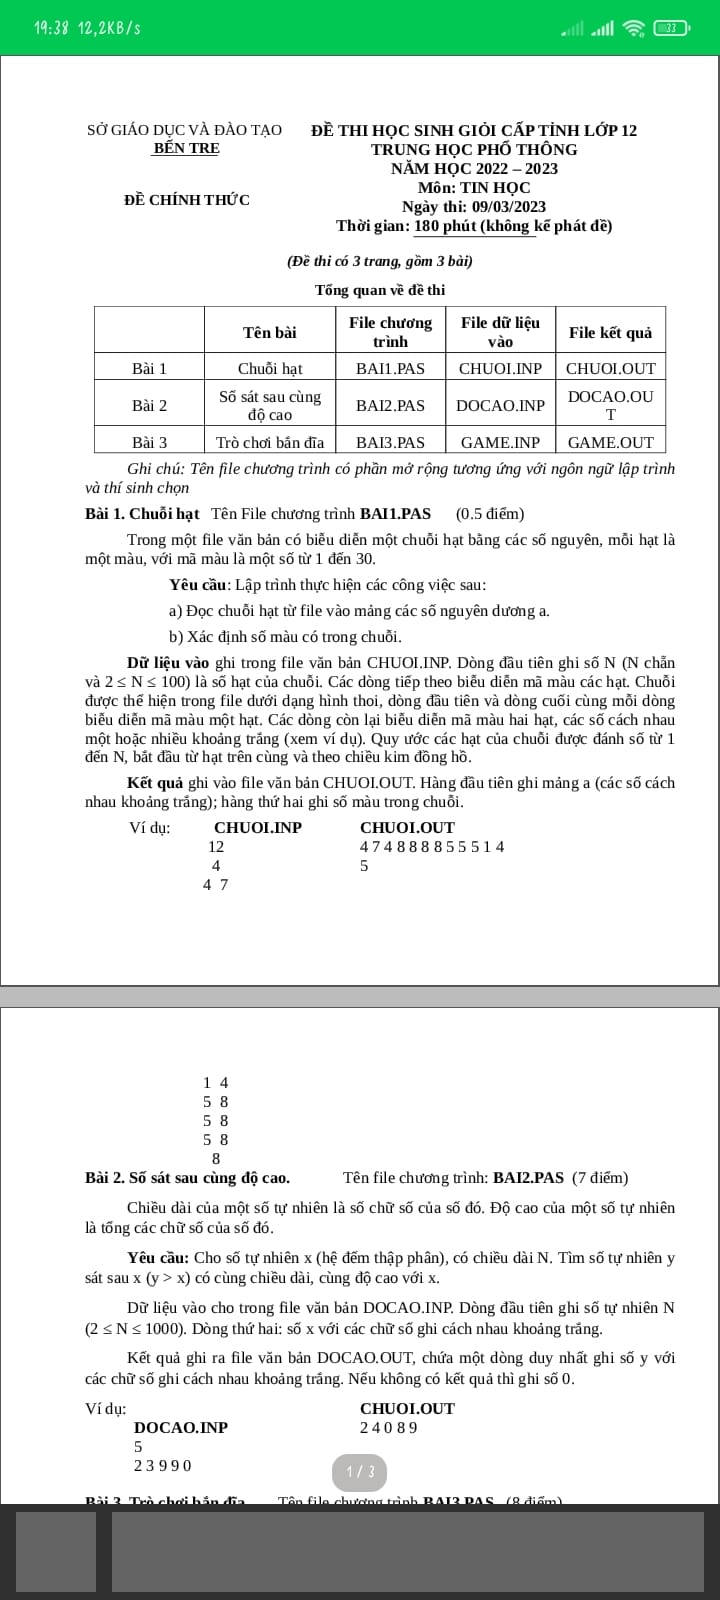 19:38 12,2KB/s
33
SỞ GIÁO DỤC VÀ ĐÀO TẠO
BẾN TRE
ĐỀ CHÍNH THỨC
ĐỀ THI HỌC SINH GIỎI CẤP TỈNH LỚP 12
TRUNG HỌC PHỔ THÔNG
NĂM HỌC 2022 – 2023
Môn: TIN HỌC
Ngày thi: 09/03/2023
Thời gian: 180 phút (không kể phát đề)
(Đề thi có 3 trang, gồm 3 bài)
Tổng quan về đề thi
Tên bài
File chương
trình
File dữ liệu
vào
File kết quả
Bài 1 Chuỗi hạt BAI1.PAS CHUOI.INP CHUOI.OUT
Bài 2
Số sát sau cùng
độ cao
BAI2.PAS
DOCAO.INP
DOCAO.OU
T
Bài 3 Trò chơi bắn đĩa BAI3.PAS GAME.INP GAME.OUT
Ghi chú: Tên file chương trình có phần mở rộng tương ứng với ngôn ngữ lập trình
và thí sinh chọn
Bài 1. Chuỗi hạt Tên File chương trình BAI1.PAS (0.5 điểm)
Trong một file văn bản có biểu diễn một chuỗi hạt bằng các số nguyên, mỗi hạt là
một màu, với mã màu là một số từ 1 đến 30.
Yêu cầu: Lập trình thực hiện các công việc sau:
a) Đọc chuỗi hạt từ file vào mảng các số nguyên dương a.
b) Xác định số màu có trong chuỗi.
Dữ liệu vào ghi trong file văn bản CHUOI.INP. Dòng đầu tiên ghi số N (N chẵn
và 2 ≤ N ≤ 100) là số hạt của chuỗi. Các dòng tiếp theo biểu diễn mã màu các hạt. Chuỗi
được thể hiện trong file dưới dạng hình thoi, dòng đầu tiên và dòng cuối cùng mỗi dòng
biểu diễn mã màu một hạt. Các dòng còn lại biểu diễn mã màu hai hạt, các số cách nhau
một hoặc nhiều khoảng trắng (xem ví dụ). Quy ước các hạt của chuỗi được đánh số từ 1
đến N, bắt đầu từ hạt trên cùng và theo chiều kim đồng hồ.
Kết quả ghi vào file văn bản CHUOI.OUT. Hàng đầu tiên ghi mảng a (các số cách
nhau khoảng trắng); hàng thứ hai ghi số màu trong chuỗi.
Ví dụ: CHUOI.INP CHUOI.OUT
12 4 7 4 8 8 8 8 5 5 5 1 4
4 5
4 7
1 4
5 8
5 8
5 8
8
Bài 2. Số sát sau cùng độ cao. Tên file chương trình: BAI2.PAS (7 điểm)
Chiều dài của một số tự nhiên là số chữ số của số đó. Độ cao của một số tự nhiên
là tổng các chữ số của số đó.
Yêu cầu: Cho số tự nhiên x (hệ đếm thập phân), có chiều dài N. Tìm số tự nhiên y
sát sau x (y > x) có cùng chiều dài, cùng độ cao với x.
Dữ liệu vào cho trong file văn bản DOCAO.INP. Dòng đầu tiên ghi số tự nhiên N
(2 ≤ N ≤ 1000). Dòng thứ hai: số x với các chữ số ghi cách nhau khoảng trắng.
Kết quả ghi ra file văn bản DOCAO.OUT, chứa một dòng duy nhất ghi số y với
các chữ số ghi cách nhau khoảng trắng. Nếu không có kết quả thì ghi số 0.
Ví dụ: CHUOI.OUT
DOCAO.INP 2 4 0 8 9
5
2 3 9 9 0
1 / 3
Bài 3. Trò chơi bắn đĩa Tên file chương trình BAI3.PAS (8 điểm)